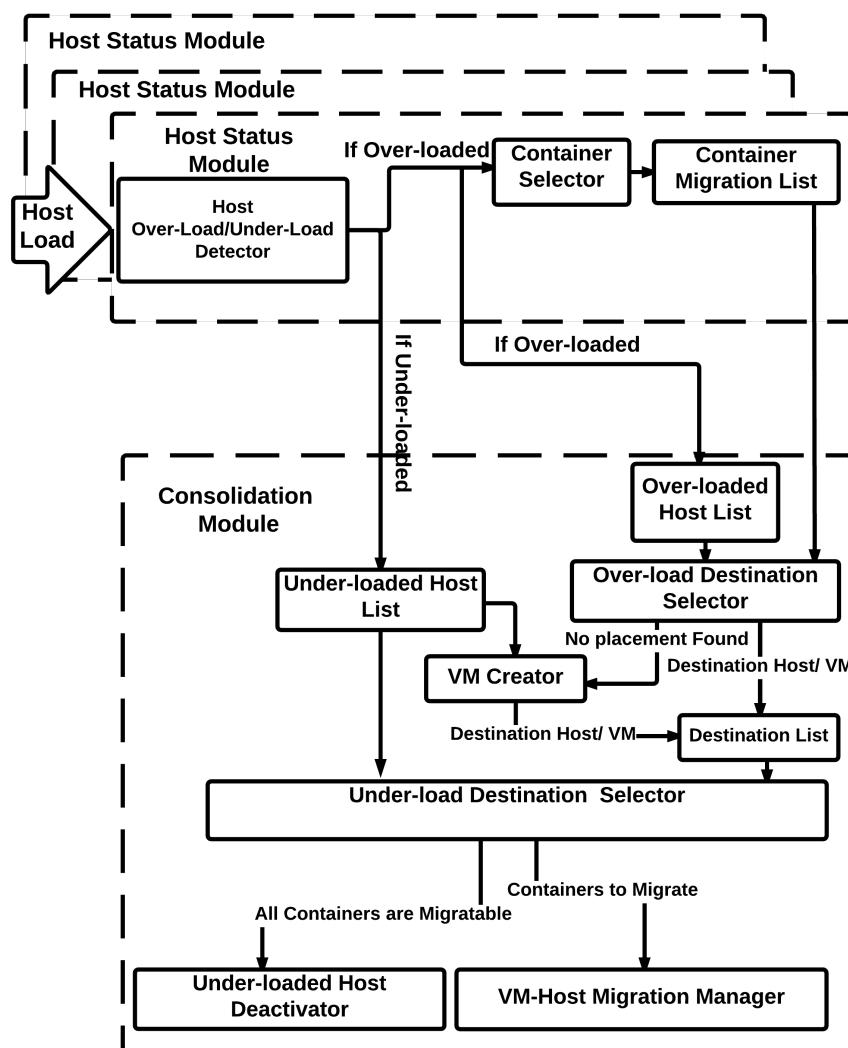 Host Status Module
Host Status Module
Host Status
Module
If Over-loaded
Container
Selector
Container
Migration List
Host
Load
Host
Over-Load/Under-Load
Detector
If Under-loaded
If Over-loaded
Consolidation
Module
Over-loaded
Host List
Under-loaded Host
List
Over-load Destination
Selector
No placement Found
Destination Host/ VM
VM Creator
Destination Host/ VM
Destination List
Under-load Destination  Selector
Containers to Migrate
All Containers are Migratable
Under-loaded Host
Deactivator
VM-Host Migration Manager